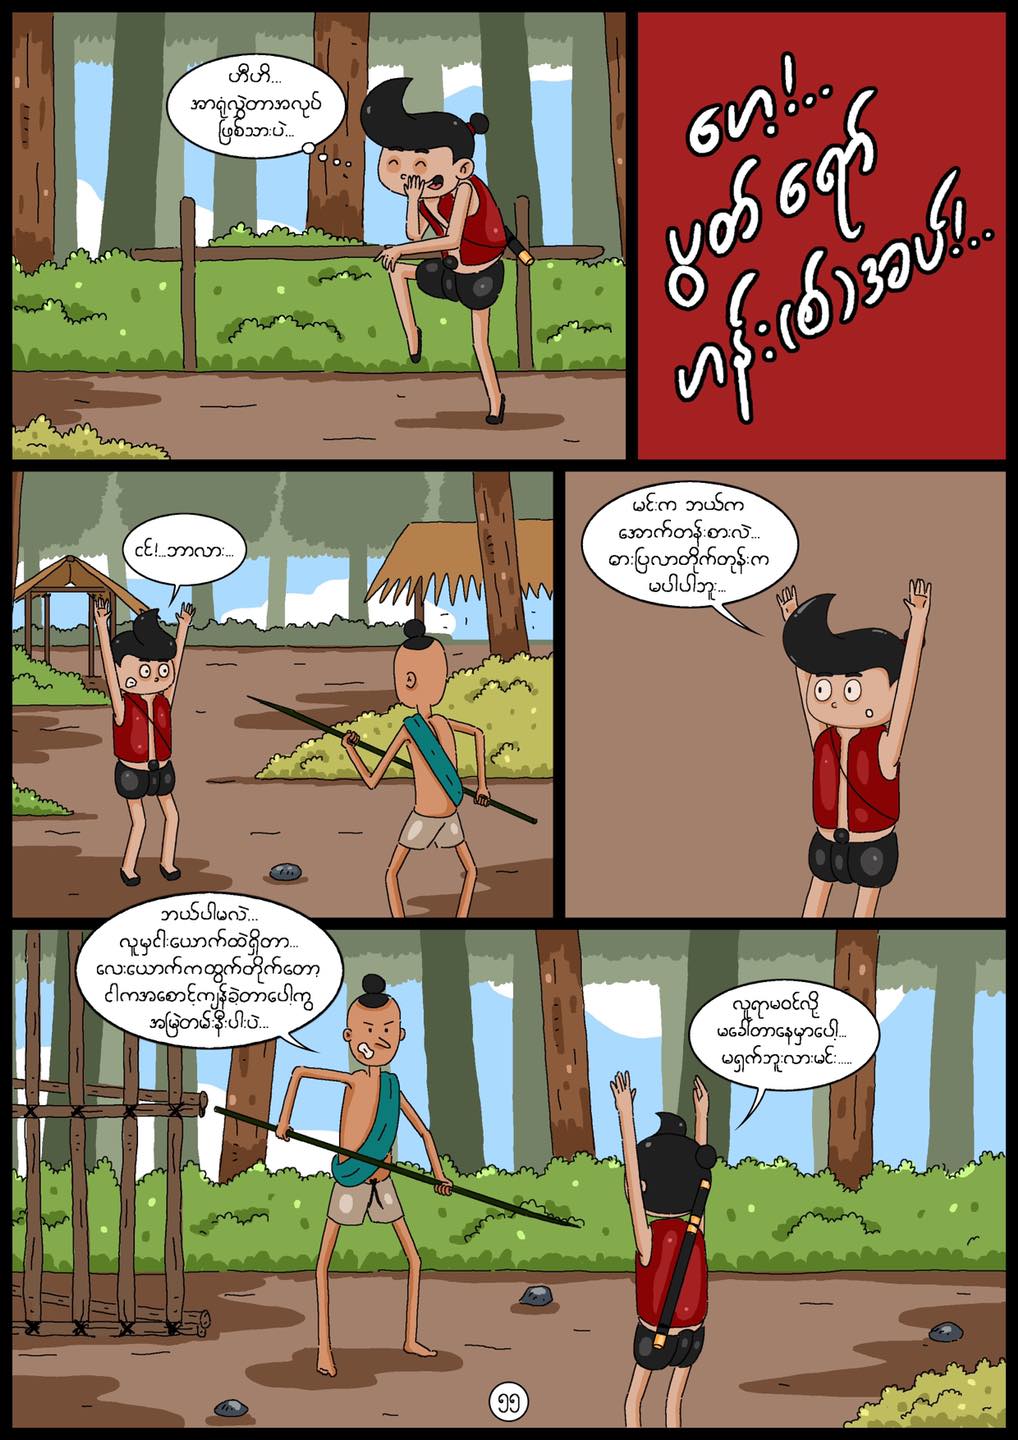 ဟီဟိ...
အာရုံလွှဲတာအလုပ်
ဖြစ်သားပဲ...
ဟေ့!..
ပွတ်ရော်
ဟန်း(စ်)အပ်!..
ငင်!...ဘာလား...
မင်းက ဘယ်က
အောက်တန်းစားလဲ...
ဓားပြလာတိုက်တုန်းက
မပါပါဘူး...
ဘယ်ပါမလဲ...
လူမှငါးယောက်ထဲရှိတာ...
လေးယောက်ကထွက်တိုက်တော့
ငါကအစောင့်ကျန်ခဲ့တာပေါ့ကွ
အမြဲတမ်းနီးပါးပဲ...
လူရာမဝင်လို့
မခေါ်တာနေမှာပေါ့...
မရှက်ဘူးလားမင်း.....
၅၅